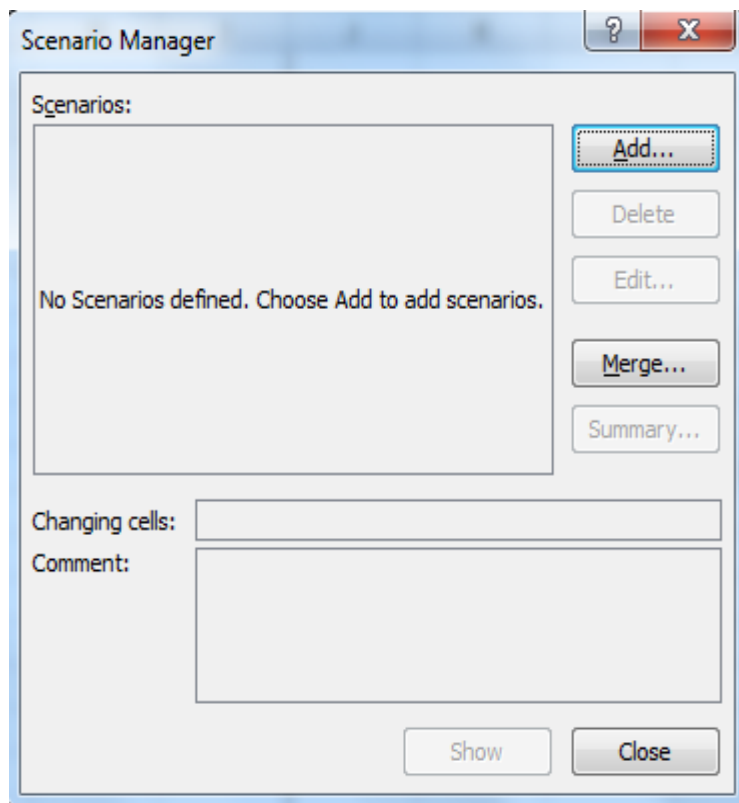 Scenario Manager
?
X
Scenarios:
Add...
Delete
Edit...
No Scenarios defined. Choose Add to add scenarios.
Merge...
Summary...
Changing cells:
Comment:
Show
Close